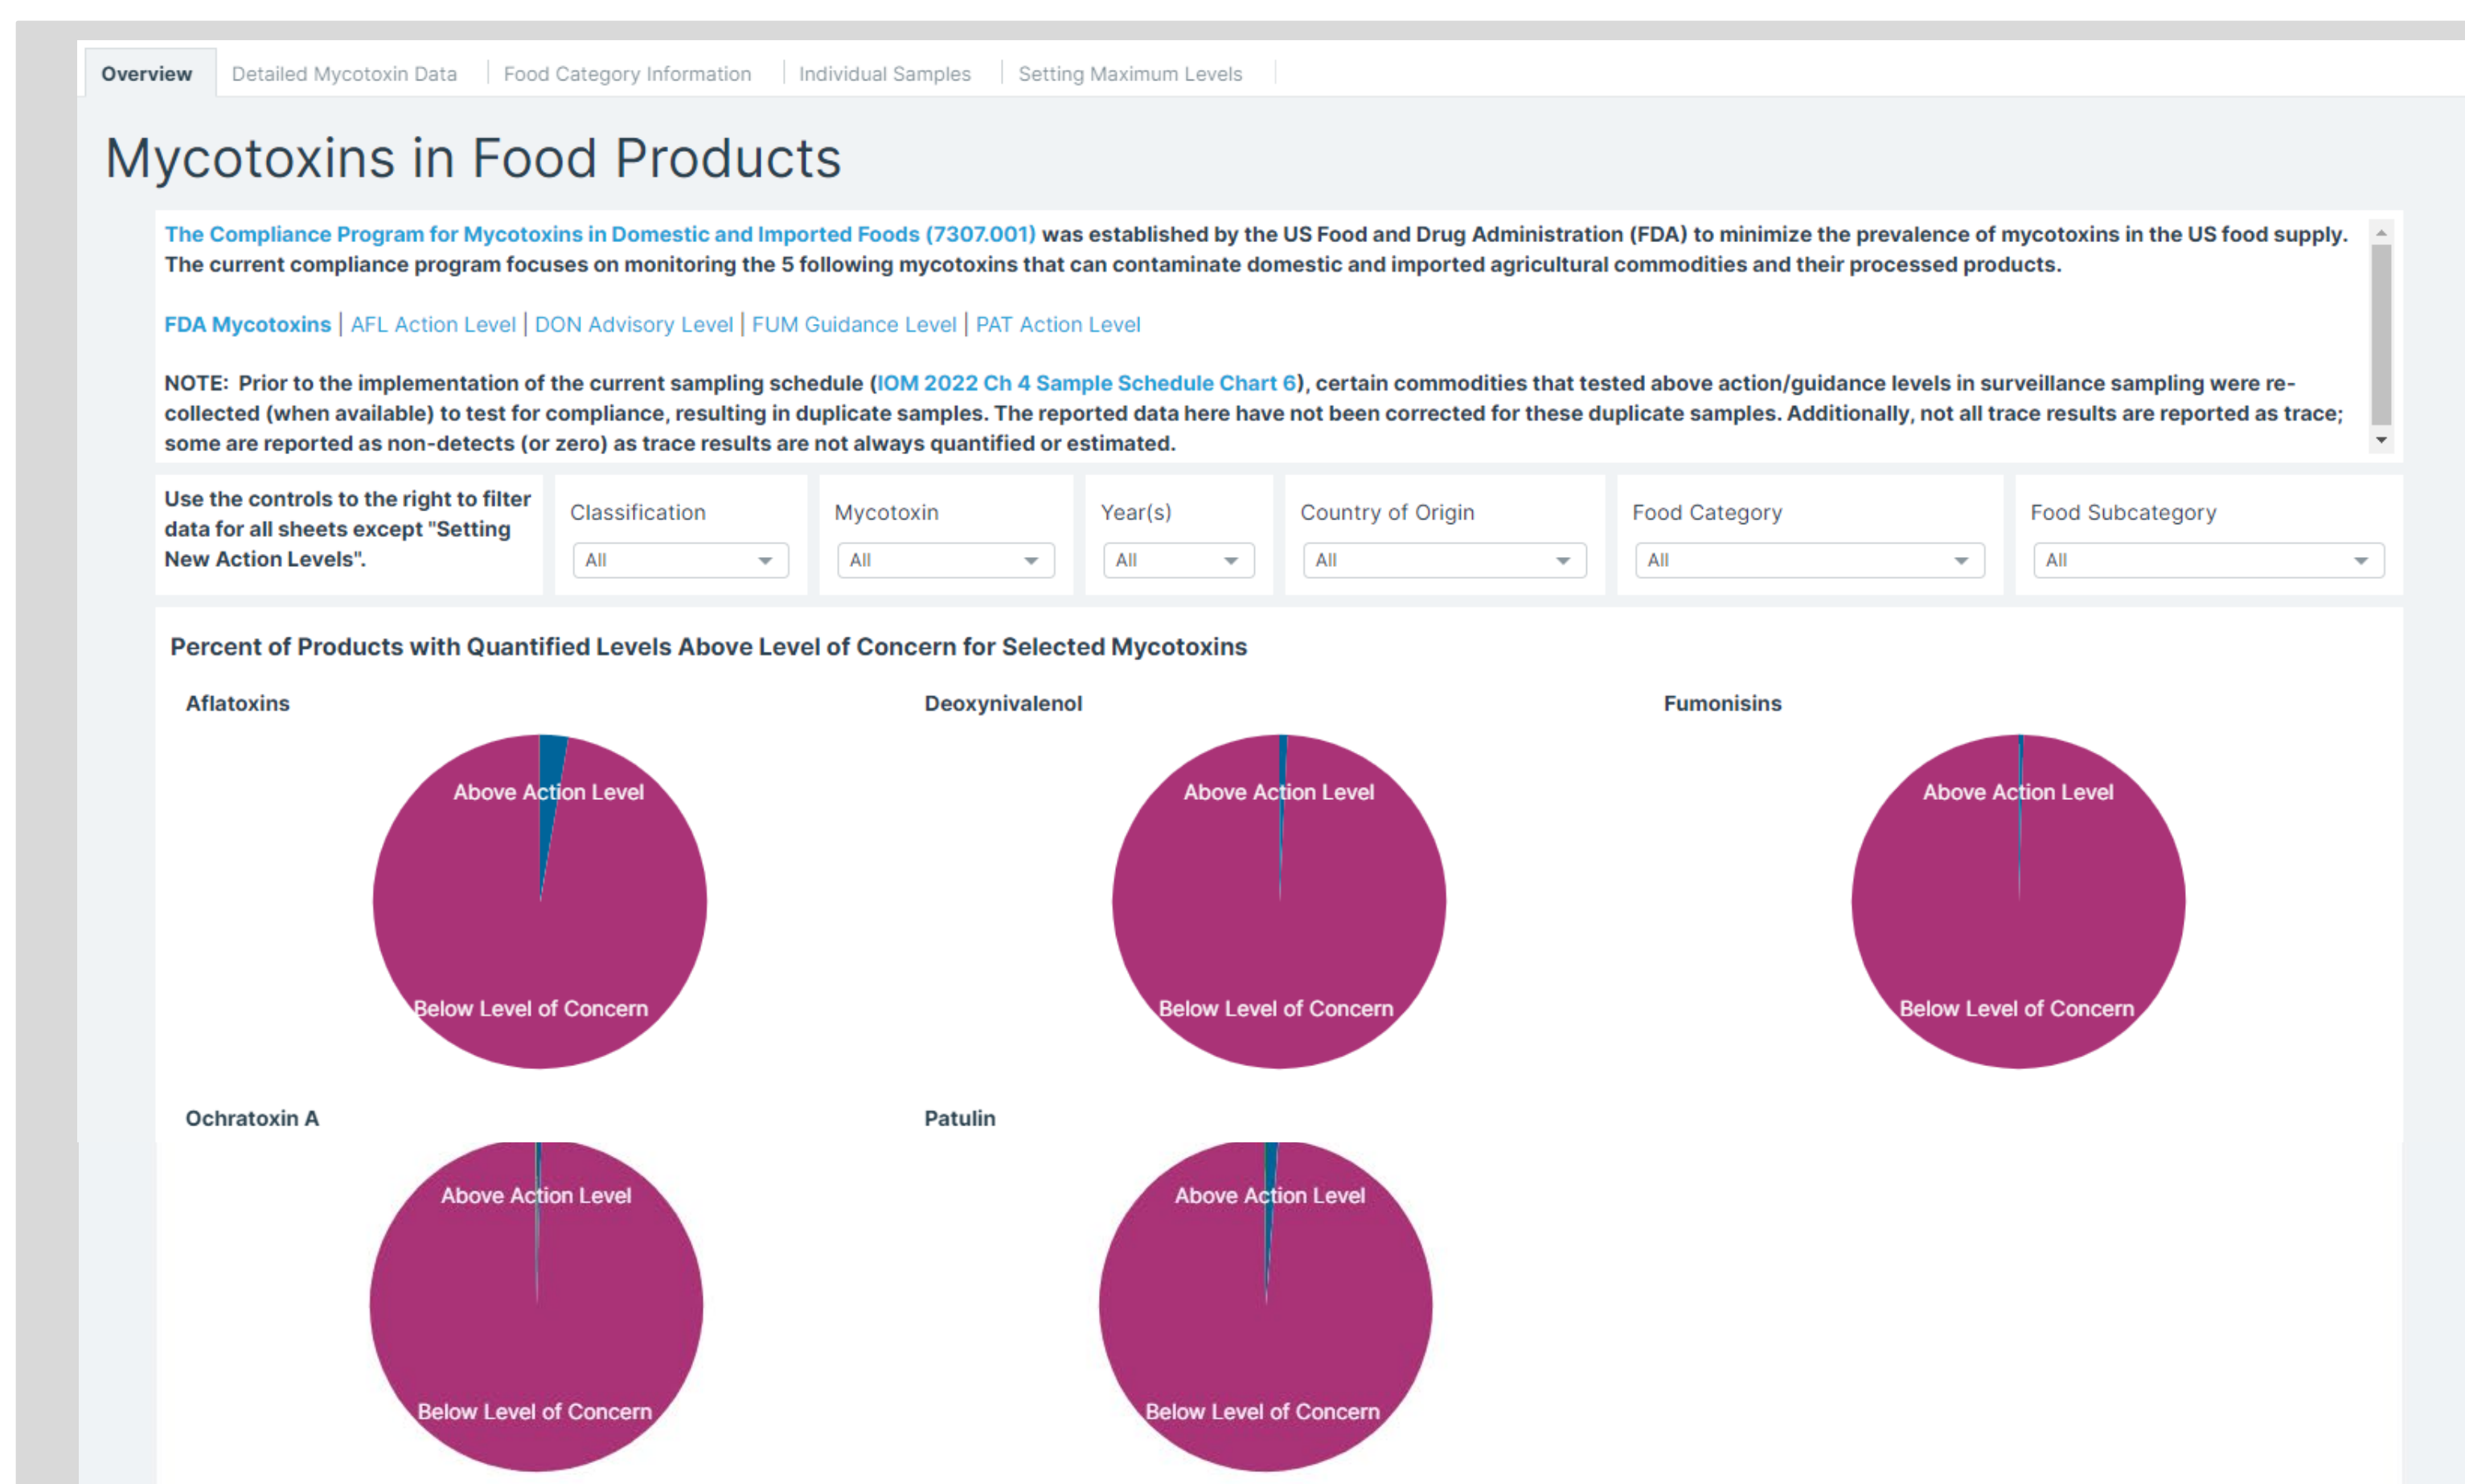 Overview Detailed Mycotoxin Data Food Category Information Individual Samples Setting Maximum Levels
Mycotoxins in Food Products
The Compliance Program for Mycotoxins in Domestic and Imported Foods (7307.001) was established by the US Food and Drug Administration (FDA) to minimize the prevalence of mycotoxins in the US food supply.
The current compliance program focuses on monitoring the 5 following mycotoxins that can contaminate domestic and imported agricultural commodities and their processed products.
FDA Mycotoxins | AFL Action Level | DON Advisory Level | FUM Guidance Level | PAT Action Level
NOTE: Prior to the implementation of the current sampling schedule (IOM 2022 Ch 4 Sample Schedule Chart 6), certain commodities that tested above action/guidance levels in surveillance sampling were re-
collected (when available) to test for compliance, resulting in duplicate samples. The reported data here have not been corrected for these duplicate samples. Additionally, not all trace results are reported as trace;
some are reported as non-detects (or zero) as trace results are not always quantified or estimated.
Use the controls to the right to filter
data for all sheets except "Setting
New Action Levels".
Classification Mycotoxin Year(s) Country of Origin Food Category Food Subcategory
All All All All All All
Percent of Products with Quantified Levels Above Level of Concern for Selected Mycotoxins
Aflatoxins Deoxynivalenol Fumonisins
Above Action Level Above Action Level Above Action Level
Below Level of Concern Below Level of Concern Below Level of Concern
Ochratoxin A Patulin
Above Action Level Above Action Level
Below Level of Concern Below Level of Concern